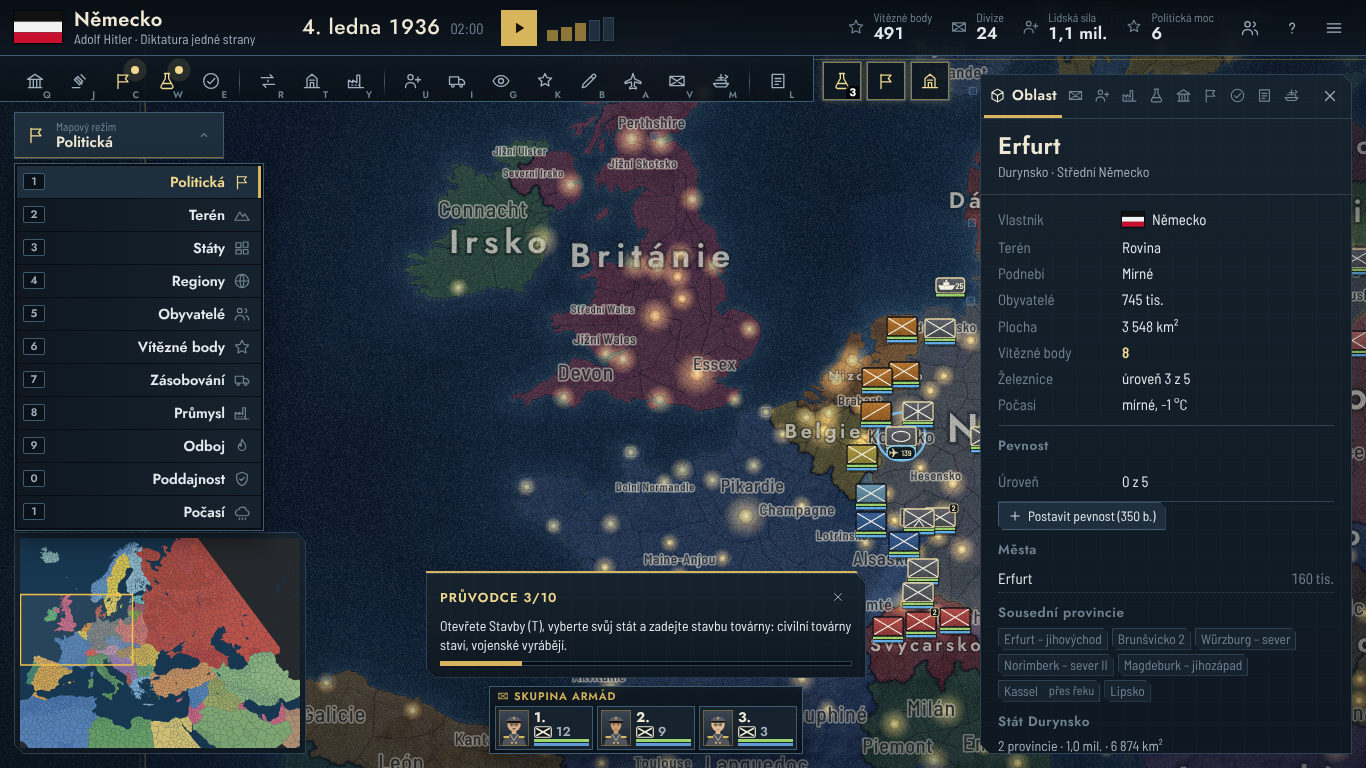 Německo
Adolf Hitler · Diktatura jedné strany
4. ledna 1936 02:00
Vítězné body
491
Divize
24
Lidská síla
1,1 mil.
Politická moc
6
?
Q J C W E R T Y U I G K B A V M L
3
Mapový režim
Politická
1 Politická
2 Terén
3 Státy
4 Regiony
5 Obyvatelé
6 Vítězné body
7 Zásobování
8 Průmysl
9 Odboj
0 Poddajnost
1 Počasí
Perthshire
Jižní Ulster
Jižní Skotsko
Severní Irsko
Connacht
Irsko
Británie
Střední Wales
Jižní Wales
Devon
Essex
Belgie
Hesensko
Dolní Normandie
Pikardie
Champagne
Maine-Anjou
Galicie
León
Toulouse
Languedoc
Švýcarsko
Milán
Piemont
25
139
2
2
Oblast
Erfurt
Durynsko · Střední Německo
Vlastník Německo
Terén Rovina
Podnebí Mírné
Obyvatelé 745 tis.
Plocha 3 548 km²
Vítězné body 8
Železnice úroveň 3 z 5
Počasí mírné, -1 °C
Pevnost
Úroveň 0 z 5
+ Postavit pevnost (350 b.)
Města
Erfurt 160 tis.
Sousední provincie
Erfurt – jihovýchod
Brunšvicko 2
Würzburg – sever
Norimberk – sever II
Magdeburk – jihozápad
Kassel přes řeku
Lipsko
Stát Durynsko
2 provincie · 1,0 mil. · 6 874 km²
PRŮVODCE 3/10
Otevřete Stavby (T), vyberte svůj stát a zadejte stavbu továrny: civilní továrny
staví, vojenské vyrábějí.
SKUPINA ARMÁD
1. 12
2. 9
3. 3